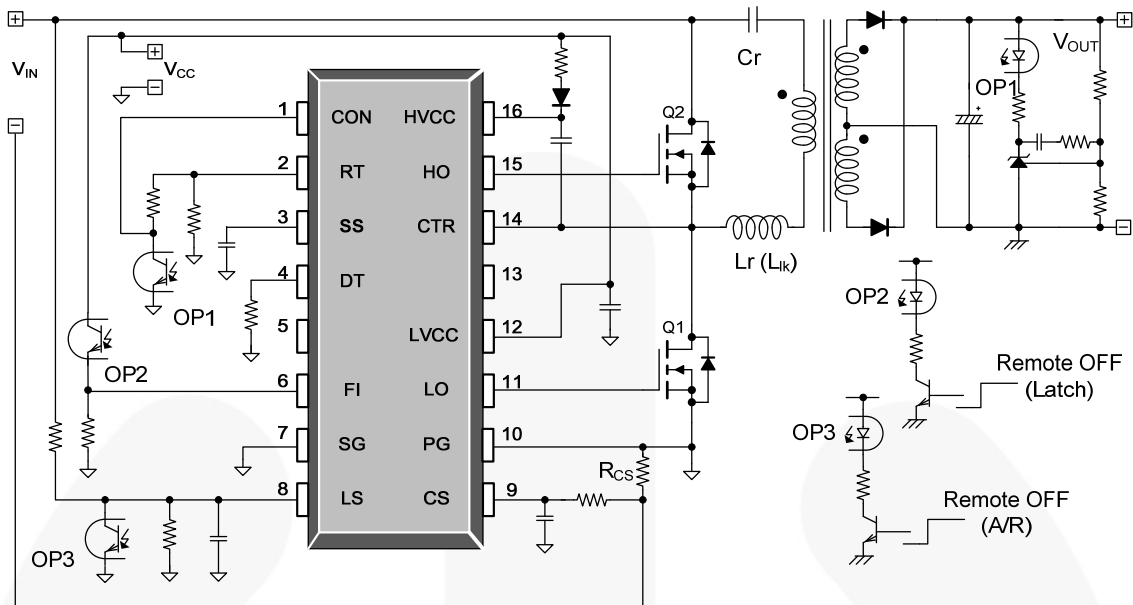 +
+
Cr
VIN
+
VCC
-
OP1
VOUT
-
1
CON
HVCC
16
Q2
2
RT
HO
15
3
SS
CTR
14
Lr (Llk)
-
4
DT
13
OP1
OP2
5
LVCC
12
Q1
OP2
6
FI
LO
11
Remote OFF
(Latch)
7
SG
PG
10
OP3
RCS
8
LS
CS
9
Remote OFF
(A/R)
OP3